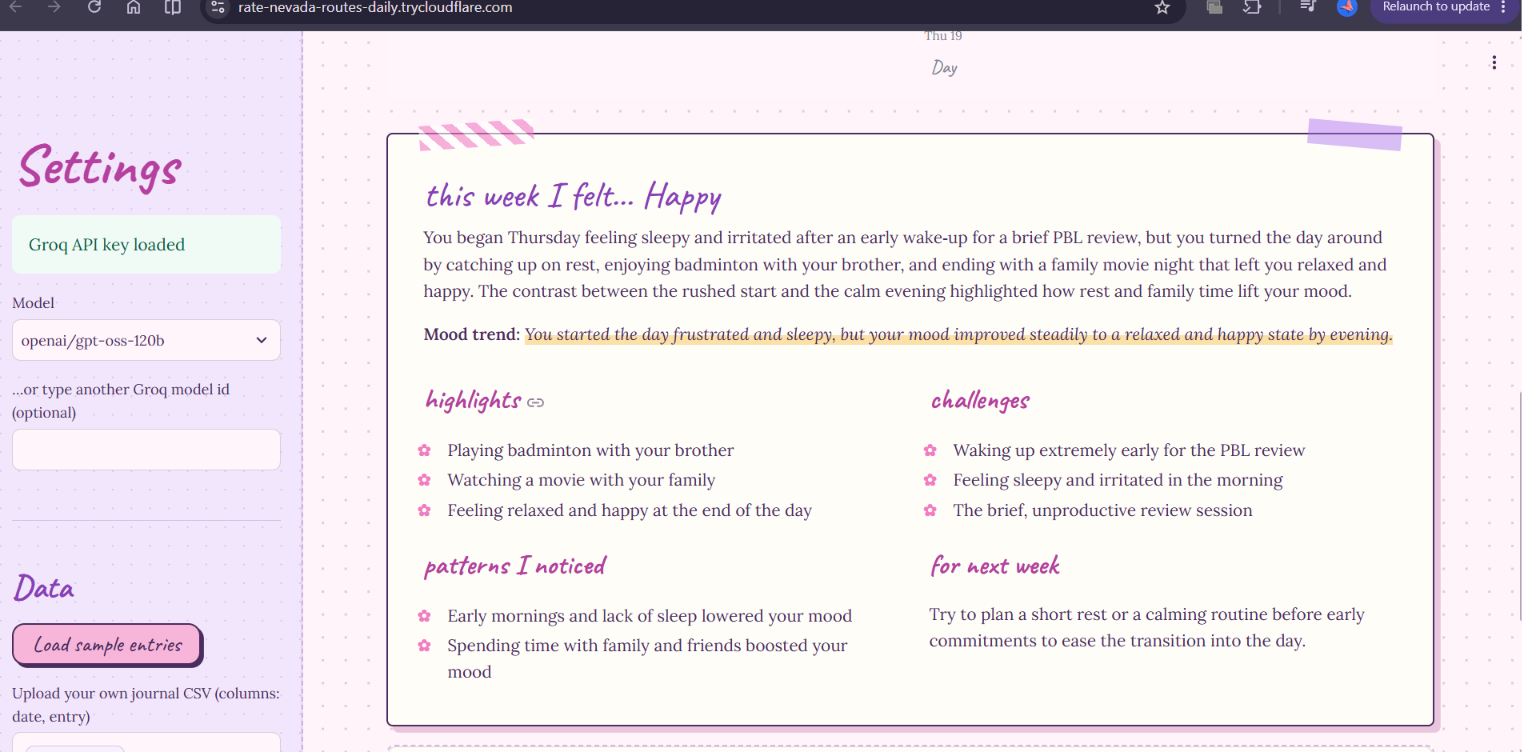 rate-nevada-routes-daily.trycloudflare.com
Relaunch to update
Thu 19
Day
Settings
Groq API key loaded
Model
openai/gpt-oss-120b
...or type another Groq model id
(optional)
Data
Load sample entries
Upload your own journal CSV (columns:
date, entry)
this week I felt... Happy
You began Thursday feeling sleepy and irritated after an early wake-up for a brief PBL review, but you turned the day around
by catching up on rest, enjoying badminton with your brother, and ending with a family movie night that left you relaxed and
happy. The contrast between the rushed start and the calm evening highlighted how rest and family time lift your mood.
Mood trend: You started the day frustrated and sleepy, but your mood improved steadily to a relaxed and happy state by evening.
highlights
Playing badminton with your brother
Watching a movie with your family
Feeling relaxed and happy at the end of the day
challenges
Waking up extremely early for the PBL review
Feeling sleepy and irritated in the morning
The brief, unproductive review session
patterns I noticed
Early mornings and lack of sleep lowered your mood
Spending time with family and friends boosted your
mood
for next week
Try to plan a short rest or a calming routine before early
commitments to ease the transition into the day.